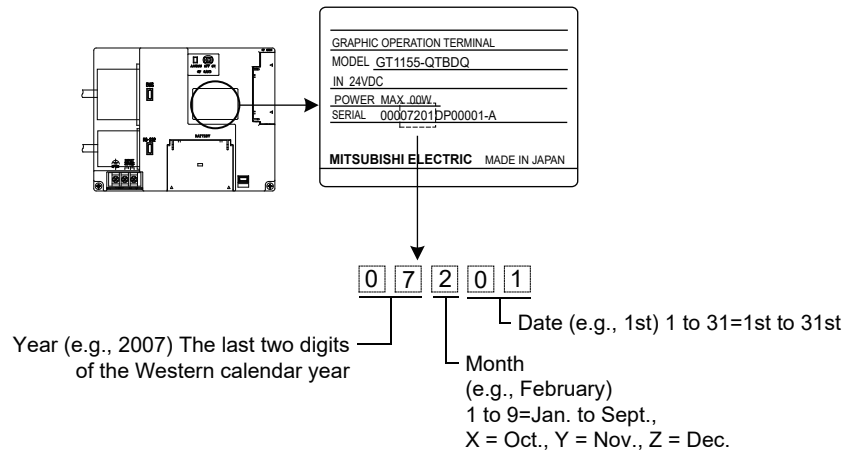 GRAPHIC OPERATION TERMINAL
MODEL GT1155-QTBDQ
IN 24VDC
POWER MAX 00W
SERIAL 00007201DP00001-A
MITSUBISHI ELECTRIC MADE IN JAPAN
BATTERY
0 7 2 0 1
Date (e.g., 1st) 1 to 31=1st to 31st
Year (e.g., 2007) The last two digits
of the Western calendar year
Month
(e.g., February)
1 to 9=Jan. to Sept.,
X = Oct., Y = Nov., Z = Dec.